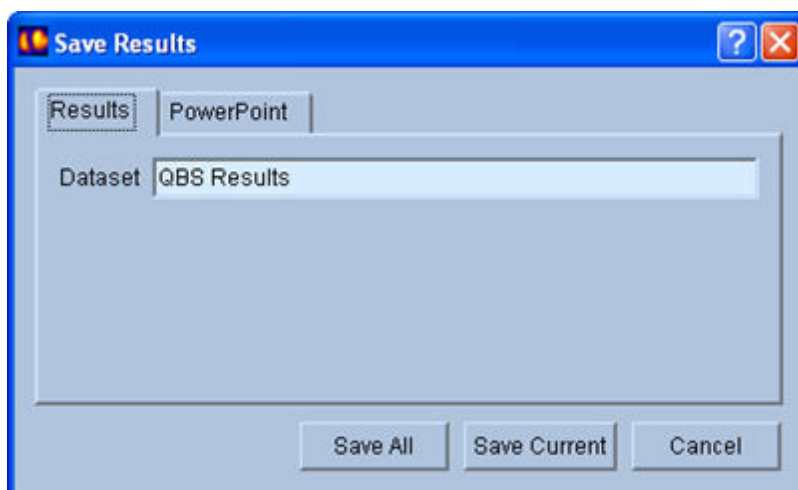 Save Results
?
Results PowerPoint
Dataset QBS Results
Save All Save Current Cancel